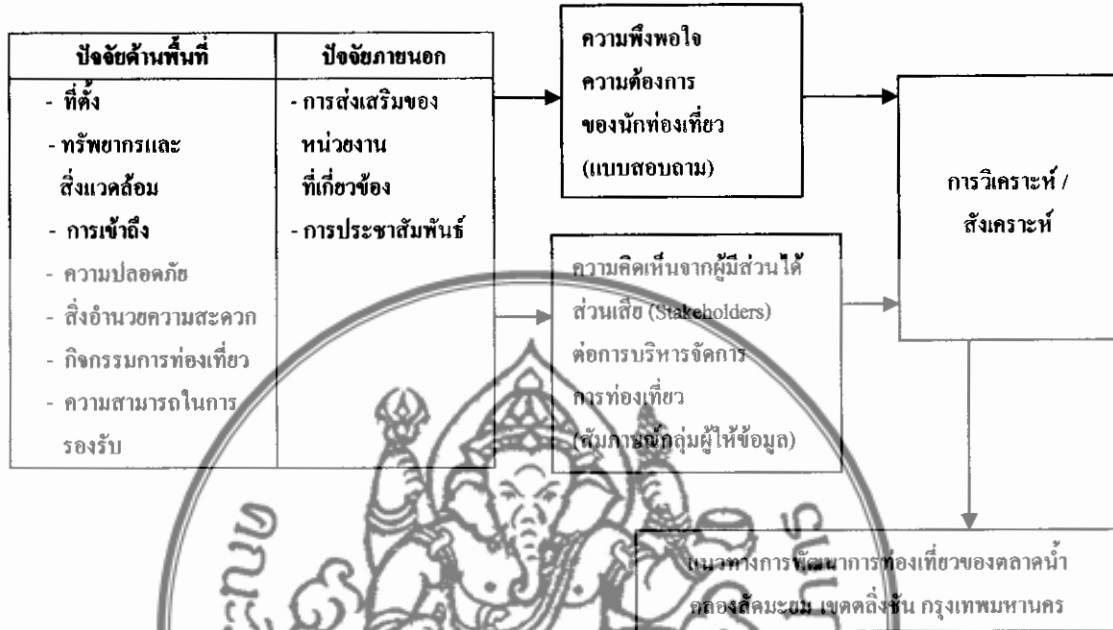 ปัจจัยด้านพื้นที่
- ที่ตั้ง
- ทรัพยากรและ
สิ่งแวดล้อม
- การเข้าถึง
- ความปลอดภัย
- สิ่งอำนวยความสะดวก
- กิจกรรมการท่องเที่ยว
- ความสามารถในการ
รองรับ
ปัจจัยภายนอก
- การส่งเสริมของ
หน่วยงาน
ที่เกี่ยวข้อง
- การประชาสัมพันธ์
ความพึงพอใจ
ความต้องการ
ของนักท่องเที่ยว
(แบบสอบถาม)
ความคิดเห็นจากผู้มีส่วนได้
ส่วนเสีย (Stakeholders)
ต่อการบริหารจัดการ
การท่องเที่ยว
(สัมภาษณ์กลุ่มผู้ให้ข้อมูล)
การวิเคราะห์ /
สังเคราะห์
แนวทางการพัฒนาการท่องเที่ยวของตลาดน้ำ
คลองลัดมะยม เขตตลิ่งชัน กรุงเทพมหานคร